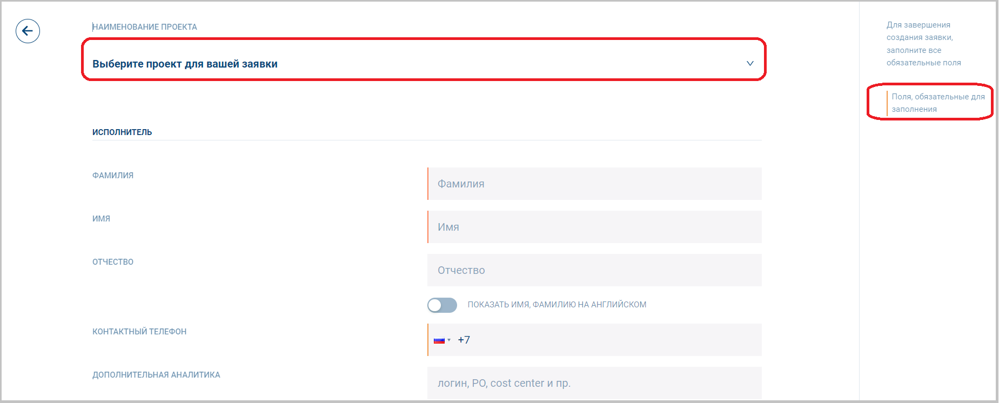 НАИМЕНОВАНИЕ ПРОЕКТА
Выберите проект для вашей заявки
ИСПОЛНИТЕЛЬ
ФАМИЛИЯ
Фамилия
ИМЯ
Имя
ОТЧЕСТВО
Отчество
ПОКАЗАТЬ ИМЯ, ФАМИЛИЮ НА АНГЛИЙСКОМ
КОНТАКТНЫЙ ТЕЛЕФОН
+7
ДОПОЛНИТЕЛЬНАЯ АНАЛИТИКА
логин, PO, cost center и пр.
Для завершения
создания заявки,
заполните все
обязательные поля
Поля, обязательные для
заполнения